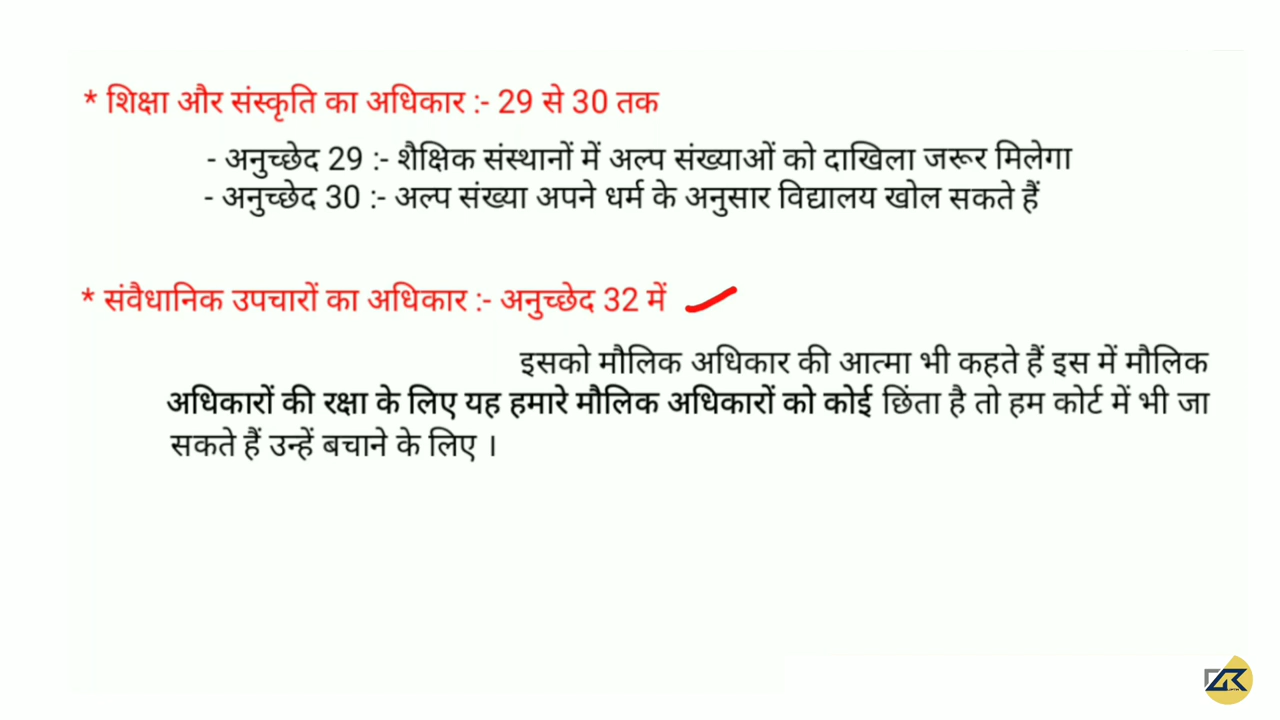 * शिक्षा और संस्कृति का अधिकार :- 29 से 30 तक
- अनुच्छेद 29 :- शैक्षिक संस्थानों में अल्प संख्याओं को दाखिला जरूर मिलेगा
- अनुच्छेद 30 :- अल्प संख्या अपने धर्म के अनुसार विद्यालय खोल सकते हैं
* संवैधानिक उपचारों का अधिकार :- अनुच्छेद 32 में
इसको मौलिक अधिकार की आत्मा भी कहते हैं इस में मौलिक
अधिकारों की रक्षा के लिए यह हमारे मौलिक अधिकारों को कोई छिंता है तो हम कोर्ट में भी जा
सकते हैं उन्हें बचाने के लिए ।